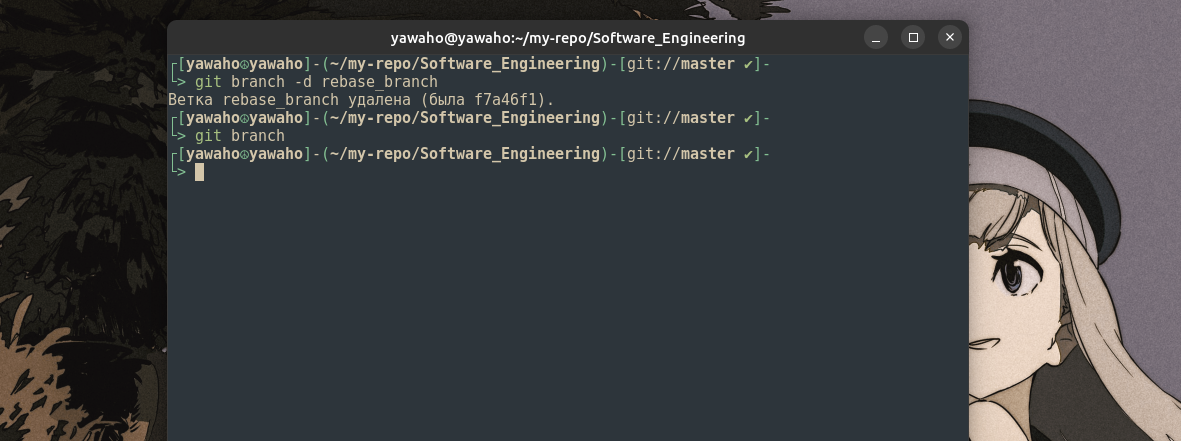 yawaho@yawaho:~/my-repo/Software_Engineering
┌[yawaho☮yawaho]-(~/my-repo/Software_Engineering)-[git://master ✔]-
└> git branch -d rebase_branch
Ветка rebase_branch удалена (была f7a46f1).
┌[yawaho☮yawaho]-(~/my-repo/Software_Engineering)-[git://master ✔]-
└> git branch
┌[yawaho☮yawaho]-(~/my-repo/Software_Engineering)-[git://master ✔]-
└>